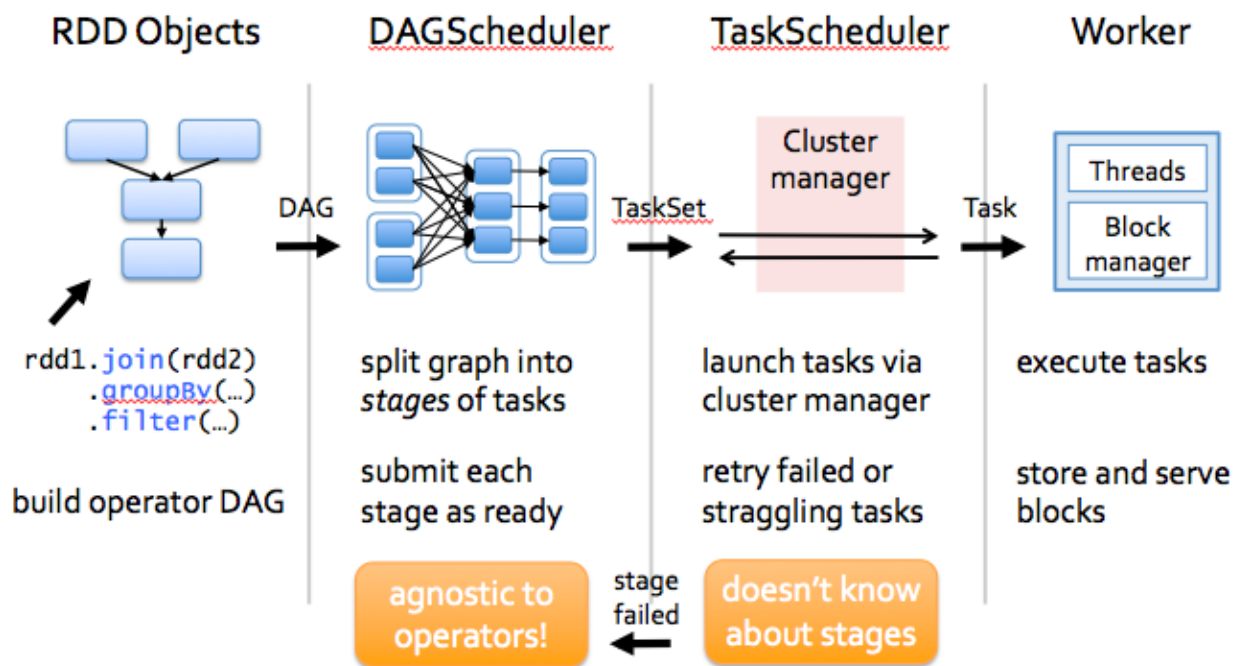 RDD Objects
DAGScheduler
TaskScheduler
Worker
DAG
TaskSet
Cluster
manager
Task
Threads
Block
manager
rdd1.join(rdd2)
.groupBy(…)
.filter(…)
build operator DAG
split graph into
stages of tasks
submit each
stage as ready
launch tasks via
cluster manager
retry failed or
straggling tasks
execute tasks
store and serve
blocks
agnostic to
operators!
stage
failed
doesn't know
about stages